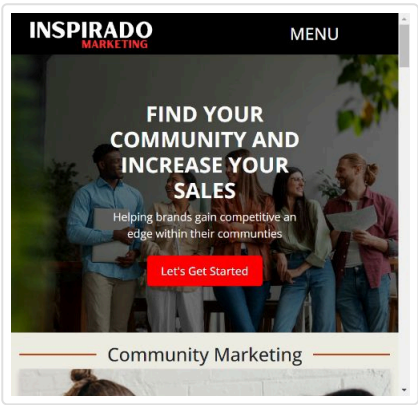 INSPIRADO
MARKETING
MENU
FIND YOUR
COMMUNITY AND
INCREASE YOUR
SALES
Helping brands gain competitive an
edge within their communties
Let's Get Started
Community Marketing